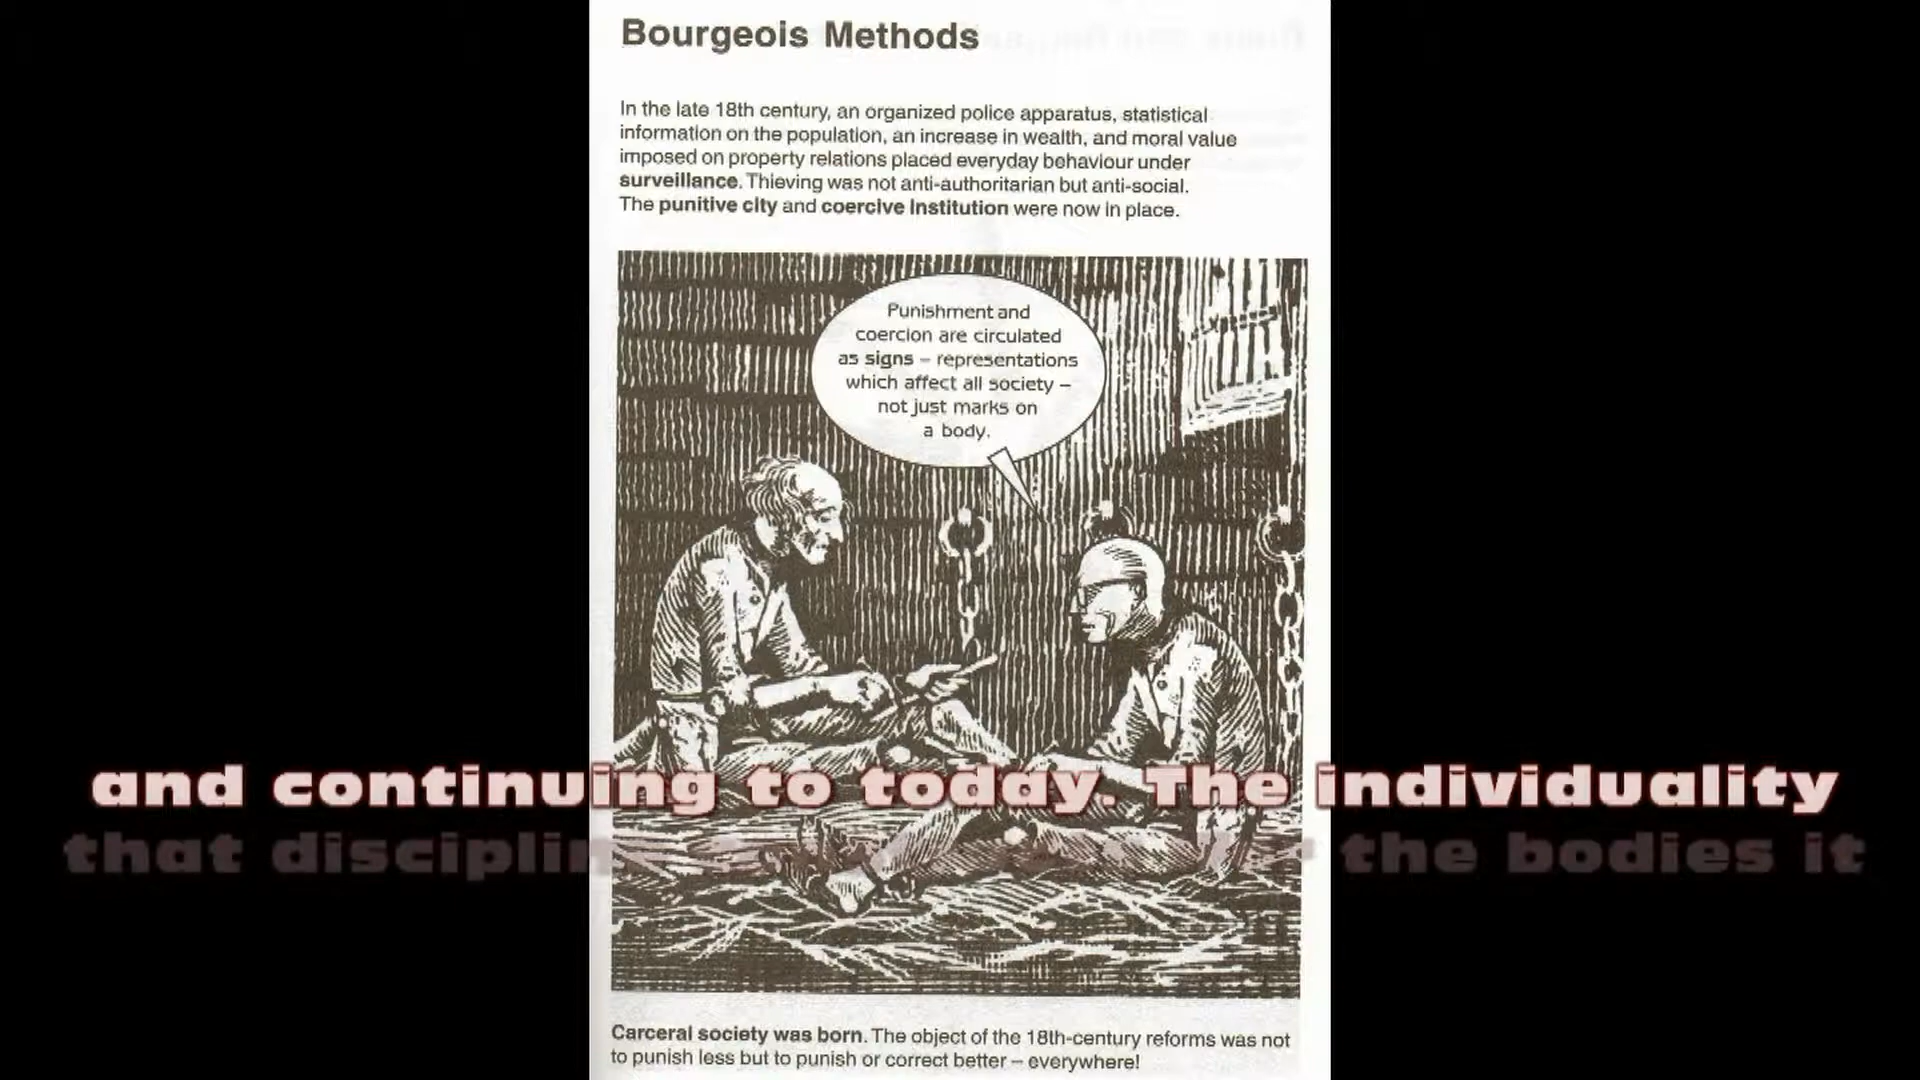 Bourgeois Methods
In the late 18th century, an organized police apparatus, statistical
information on the population, an increase in wealth, and moral value
imposed on property relations placed everyday behaviour under
surveillance. Thieving was not anti-authoritarian but anti-social.
The punitive city and coercive institution were now in place.
Punishment and
coercion are circulated
as signs – representations
which affect all society –
not just marks on
a body.
and continuing to today. The individuality
that the bodies it
Carceral society was born. The object of the 18th-century reforms was not
to punish less but to punish or correct better – everywhere!